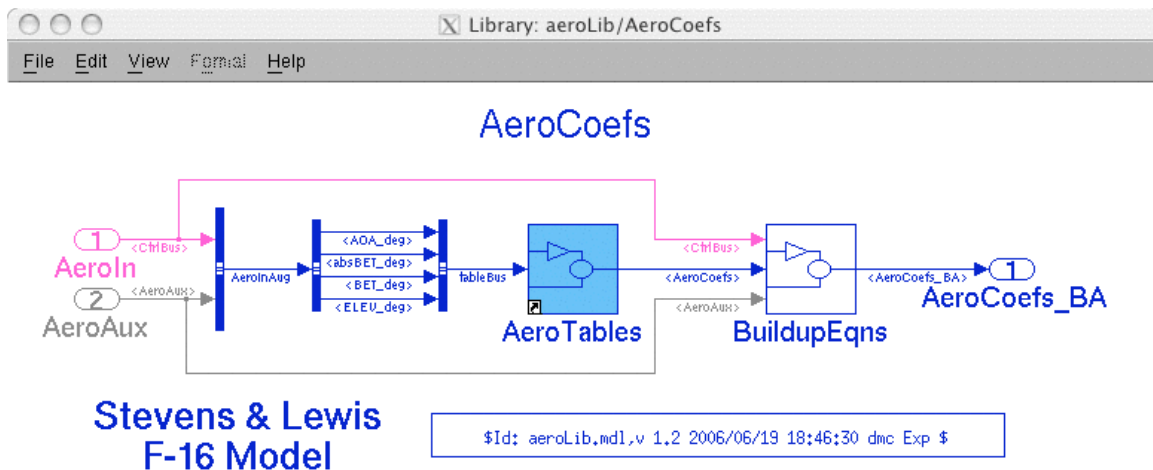 X Library: aeroLib/AeroCoefs
File Edit View Format Help
AeroCoefs
1
<CtrlBus>
AeroIn
2
<AeroAux>
AeroAux
AeroInAug
<AOA_deg>
<absBET_deg>
<BET_deg>
<ELEV_deg>
tableBus
AeroTables
<CtrlBus>
<AeroCoefs>
<AeroAux>
BuildupEqns
<AeroCoefs_BA>
1
AeroCoefs_BA
Stevens & Lewis
F-16 Model
$Id: aeroLib.mdl,v 1.2 2006/06/19 18:46:30 dmc Exp $